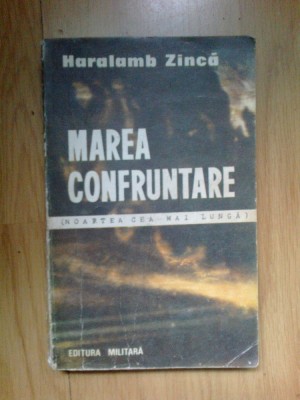 Haralamb Zincă
MAREA
CONFRUNTARE
(NOAPTEA CEA MAI LUNGĂ)
EDITURA MILITARĂ